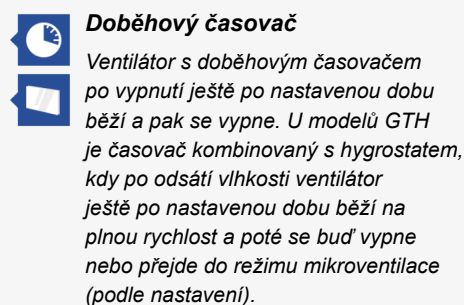 Doběhový časovač
Ventilátor s doběhovým časovačem
po vypnutí ještě po nastavenou dobu
běží a pak se vypne. U modelů GTH
je časovač kombinovaný s hygrostatem,
kdy po odsátí vlhkosti ventilátor
ještě po nastavenou dobu běží na
plnou rychlost a poté se buď vypne
nebo přejde do režimu mikroventilace
(podle nastavení).